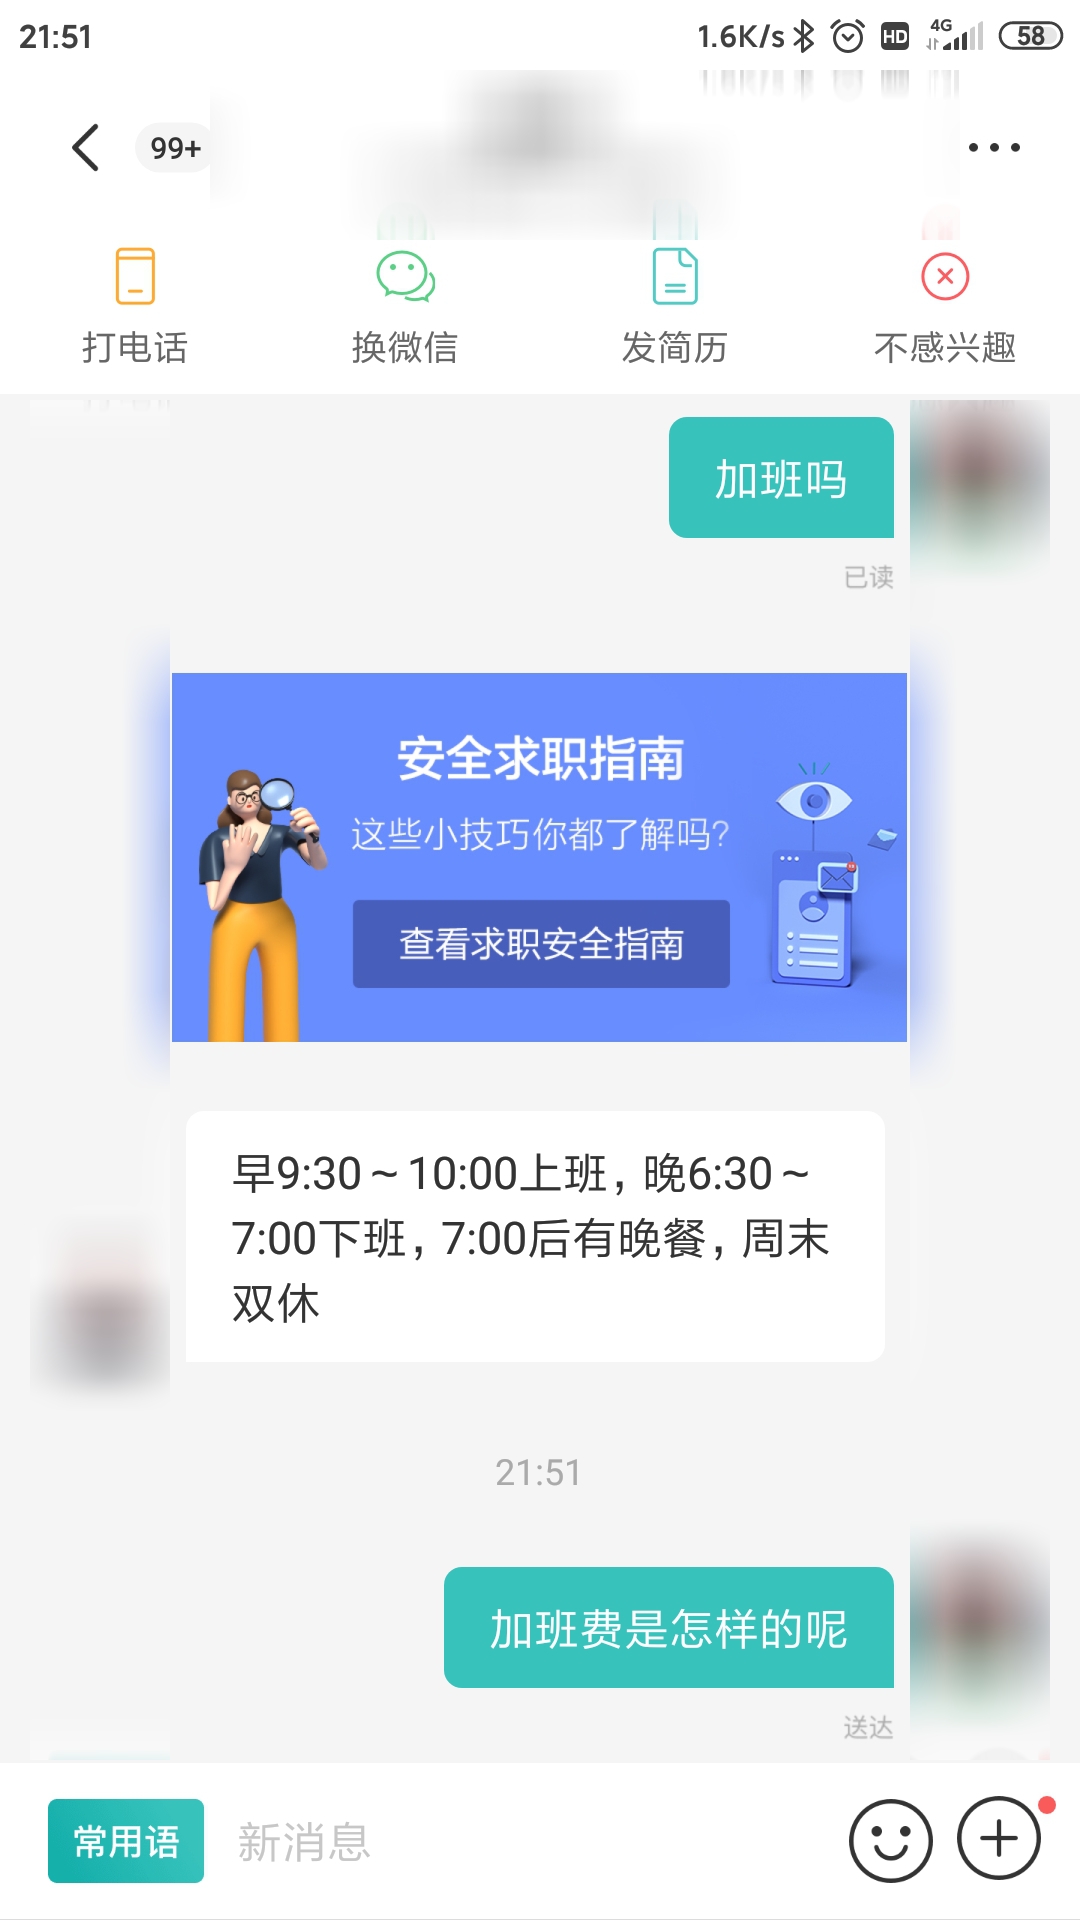 21:51
1.6K/s HD 4G 58
99+
打电话 换微信 发简历 不感兴趣
加班吗
已读
安全求职指南
这些小技巧你都了解吗?
查看求职安全指南
早9:30～10:00上班，晚6:30～
7:00下班，7:00后有晚餐，周末
双休
21:51
加班费是怎样的呢
送达
常用语 新消息